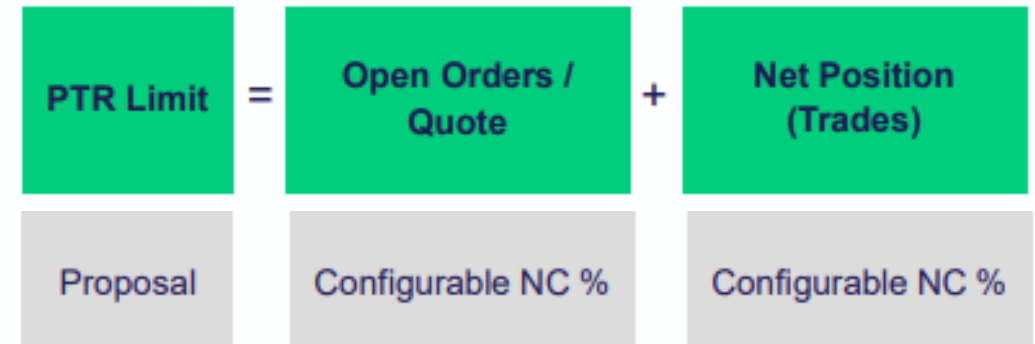 PTR Limit = Open Orders / Quote + Net Position (Trades)
Proposal Configurable NC % Configurable NC %